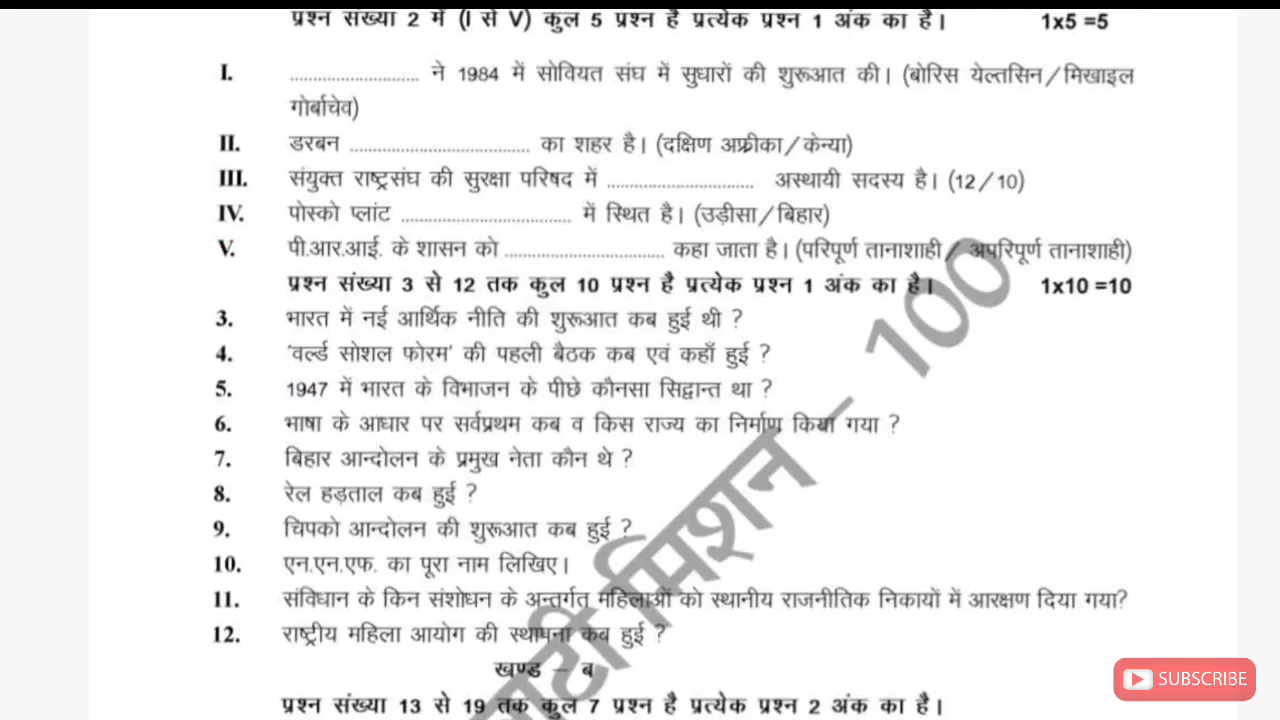 प्रश्न संख्या 2 में (I से V) कुल 5 प्रश्न है प्रत्येक प्रश्न 1 अंक का है। 1x5 =5
I. ............................ ने 1984 में सोवियत संघ में सुधारों की शुरूआत की। (बोरिस येल्तसिन/मिखाइल
गोर्बाचेव)
II. डरबन ....................................... का शहर है। (दक्षिण अफ्रीका/केन्या)
III. संयुक्त राष्ट्रसंघ की सुरक्षा परिषद में ................................ अस्थायी सदस्य है। (12/10)
IV. पोस्को प्लांट ..................................... में स्थित है। (उड़ीसा/बिहार)
V. पी.आर.आई. के शासन को .................................. कहा जाता है। (परिपूर्ण तानाशाही/ अपरिपूर्ण तानाशाही)
प्रश्न संख्या 3 से 12 तक कुल 10 प्रश्न है प्रत्येक प्रश्न 1 अंक का है। 1x10 =10
3. भारत में नई आर्थिक नीति की शुरूआत कब हुई थी ?
4. 'वर्ल्ड सोशल फोरम' की पहली बैठक कब एवं कहाँ हुई ?
5. 1947 में भारत के विभाजन के पीछे कौनसा सिद्वान्त था ?
6. भाषा के आधार पर सर्वप्रथम कब व किस राज्य का निर्माण किया गया ?
7. बिहार आन्दोलन के प्रमुख नेता कौन थे ?
8. रेल हड़ताल कब हुई ?
9. चिपको आन्दोलन की शुरूआत कब हुई ?
10. एन.एन.एफ. का पूरा नाम लिखिए।
11. संविधान के किन संशोधन के अन्तर्गत महिलाओं को स्थानीय राजनीतिक निकायों में आरक्षण दिया गया?
12. राष्ट्रीय महिला आयोग की स्थापना कब हुई ?
खण्ड – ब
प्रश्न संख्या 13 से 19 तक कुल 7 प्रश्न है प्रत्येक प्रश्न 2 अंक का है।
मिशन – 100
SUBSCRIBE